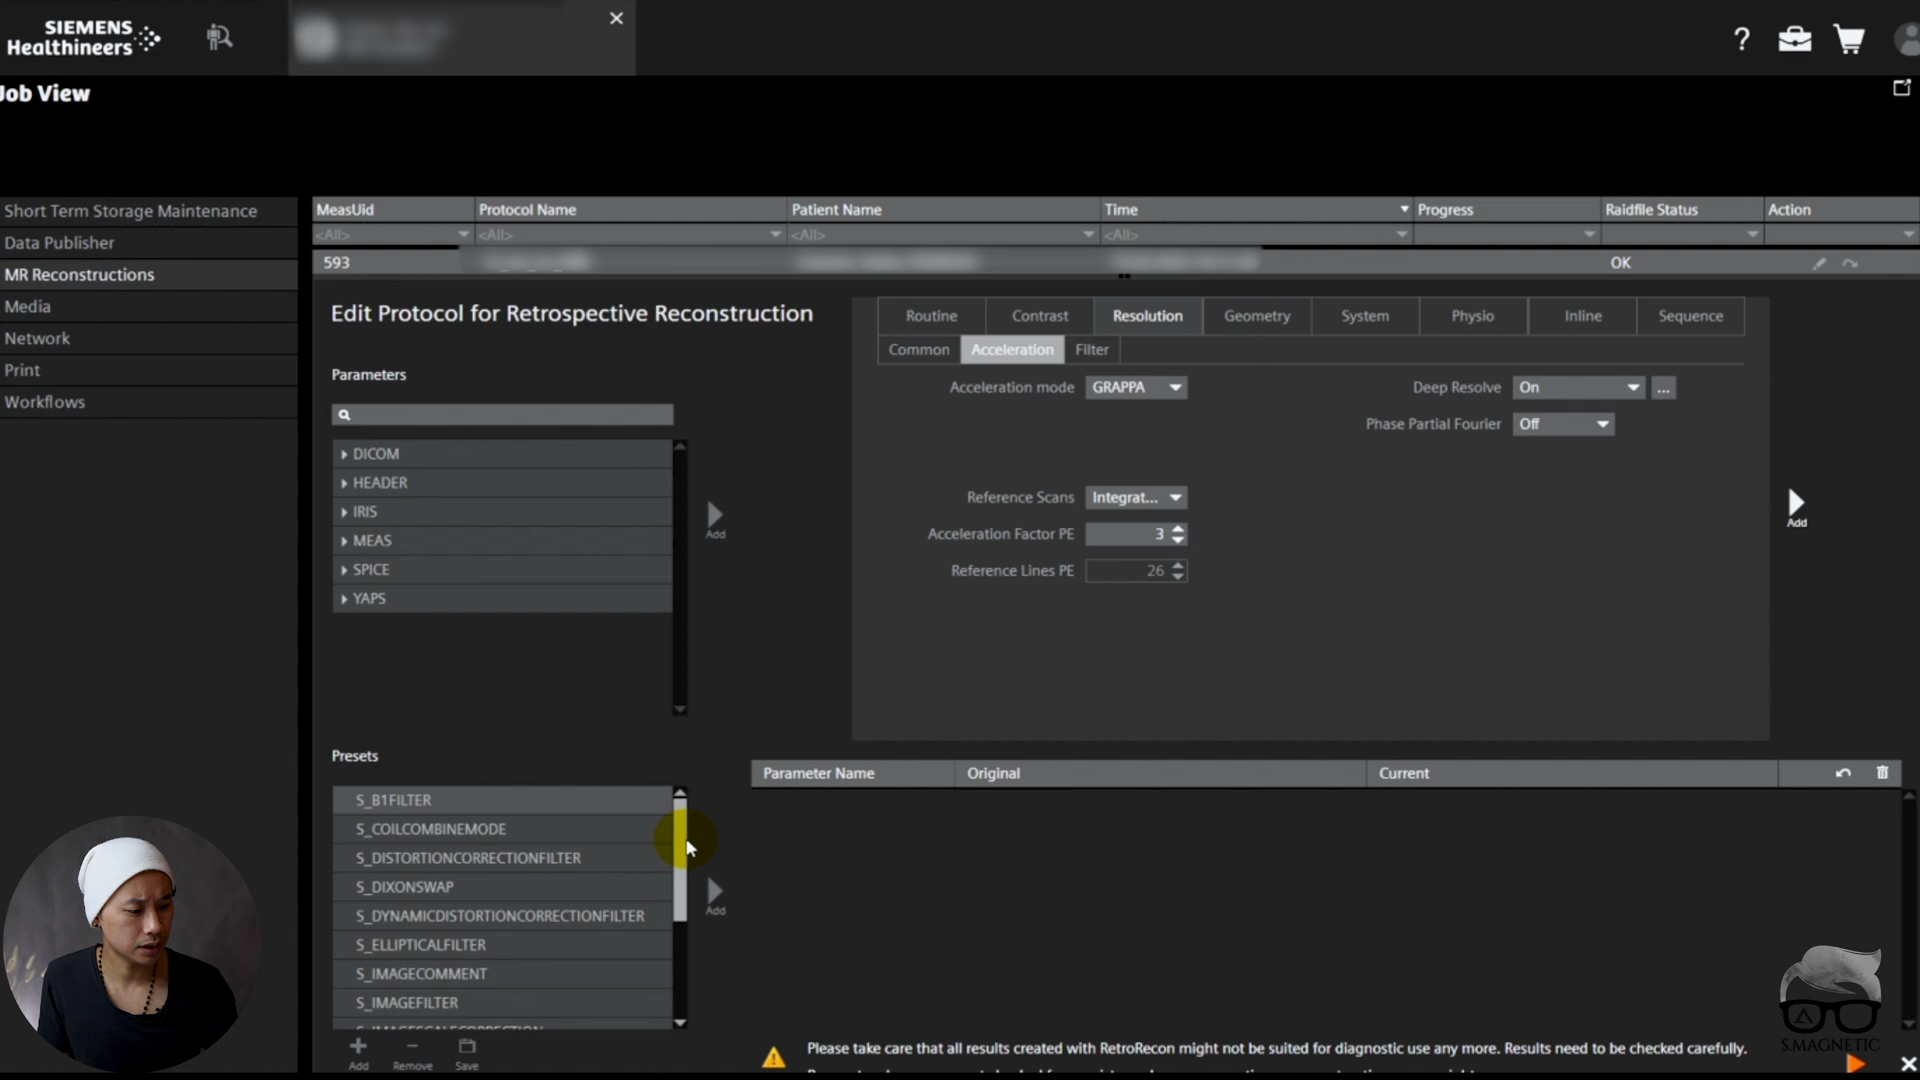 SIEMENS
Healthineers
Job View
Short Term Storage Maintenance
Data Publisher
MR Reconstructions
Media
Network
Print
Workflows
MeasUid Protocol Name Patient Name Time Progress Raidfile Status Action
<All> <All> <All> <All>
593 OK
Edit Protocol for Retrospective Reconstruction
Parameters
DICOM
HEADER
IRIS
MEAS
SPICE
YAPS
Add
Routine Contrast Resolution Geometry System Physio Inline Sequence
Common Acceleration Filter
Acceleration mode GRAPPA Deep Resolve On ...
Phase Partial Fourier Off
Reference Scans Integrat...
Acceleration Factor PE 3
Reference Lines PE 26
Add
Presets
S_B1FILTER
S_COILCOMBINEMODE
S_DISTORTIONCORRECTIONFILTER
S_DIXONSWAP
S_DYNAMICDISTORTIONCORRECTIONFILTER
S_ELLIPTICALFILTER
S_IMAGECOMMENT
S_IMAGEFILTER
Add
Add Remove Save
Parameter Name Original Current
Please take care that all results created with RetroRecon might not be suited for diagnostic use any more. Results need to be checked carefully.
S.MAGNETIC